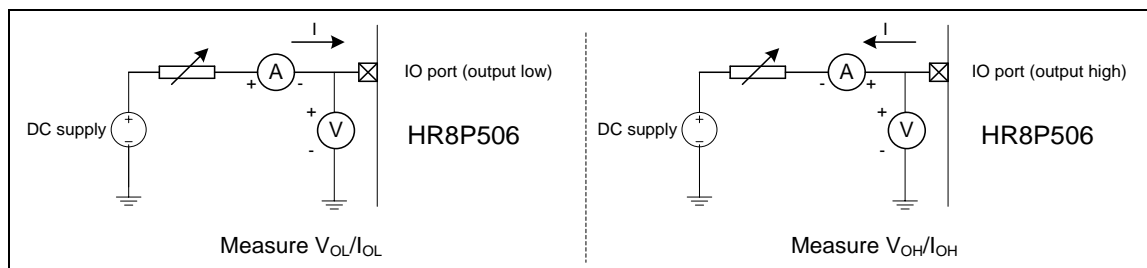 I
A
+ -
IO port (output low)
DC supply
+
-
+
V
-
HR8P506
Measure VOL/IOL
I
A
- +
IO port (output high)
DC supply
+
-
+
V
-
HR8P506
Measure VOH/IOH